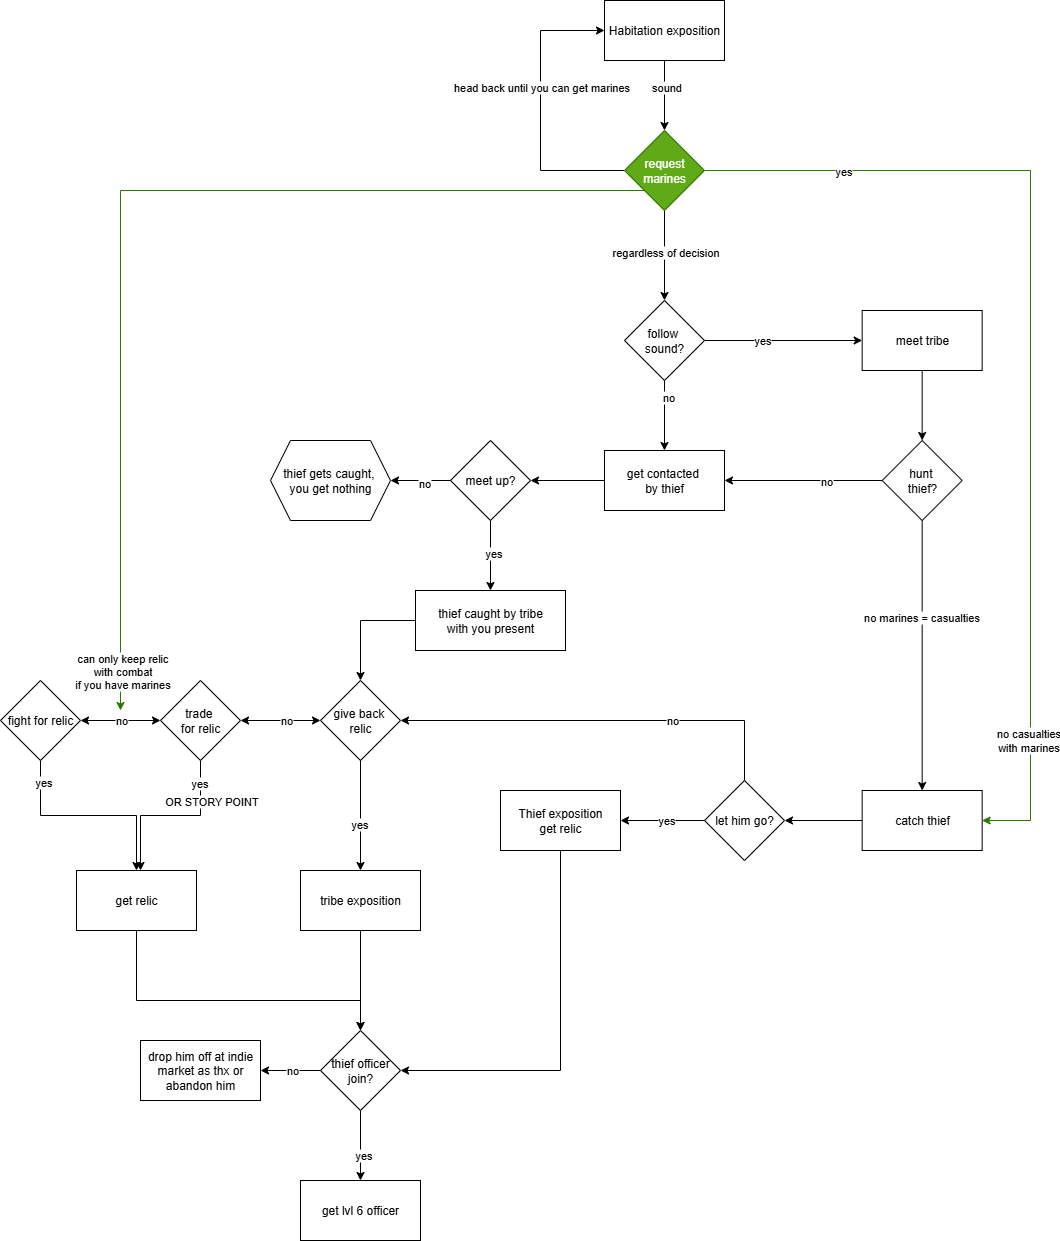 Habitation exposition
head back until you can get marines
sound
request
marines
yes
regardless of decision
follow
sound?
yes
meet tribe
no
thief gets caught,
you get nothing
no
meet up?
get contacted
by thief
no
hunt
thief?
yes
thief caught by tribe
with you present
no marines = casualties
can only keep relic
with combat
if you have marines
fight for relic
no
trade
for relic
no
give back
relic
no
no casualties
with marines
yes
yes
OR STORY POINT
yes
Thief exposition
get relic
yes
let him go?
catch thief
get relic
tribe exposition
drop him off at indie
market as thx or
abandon him
no
thief officer
join?
yes
get lvl 6 officer